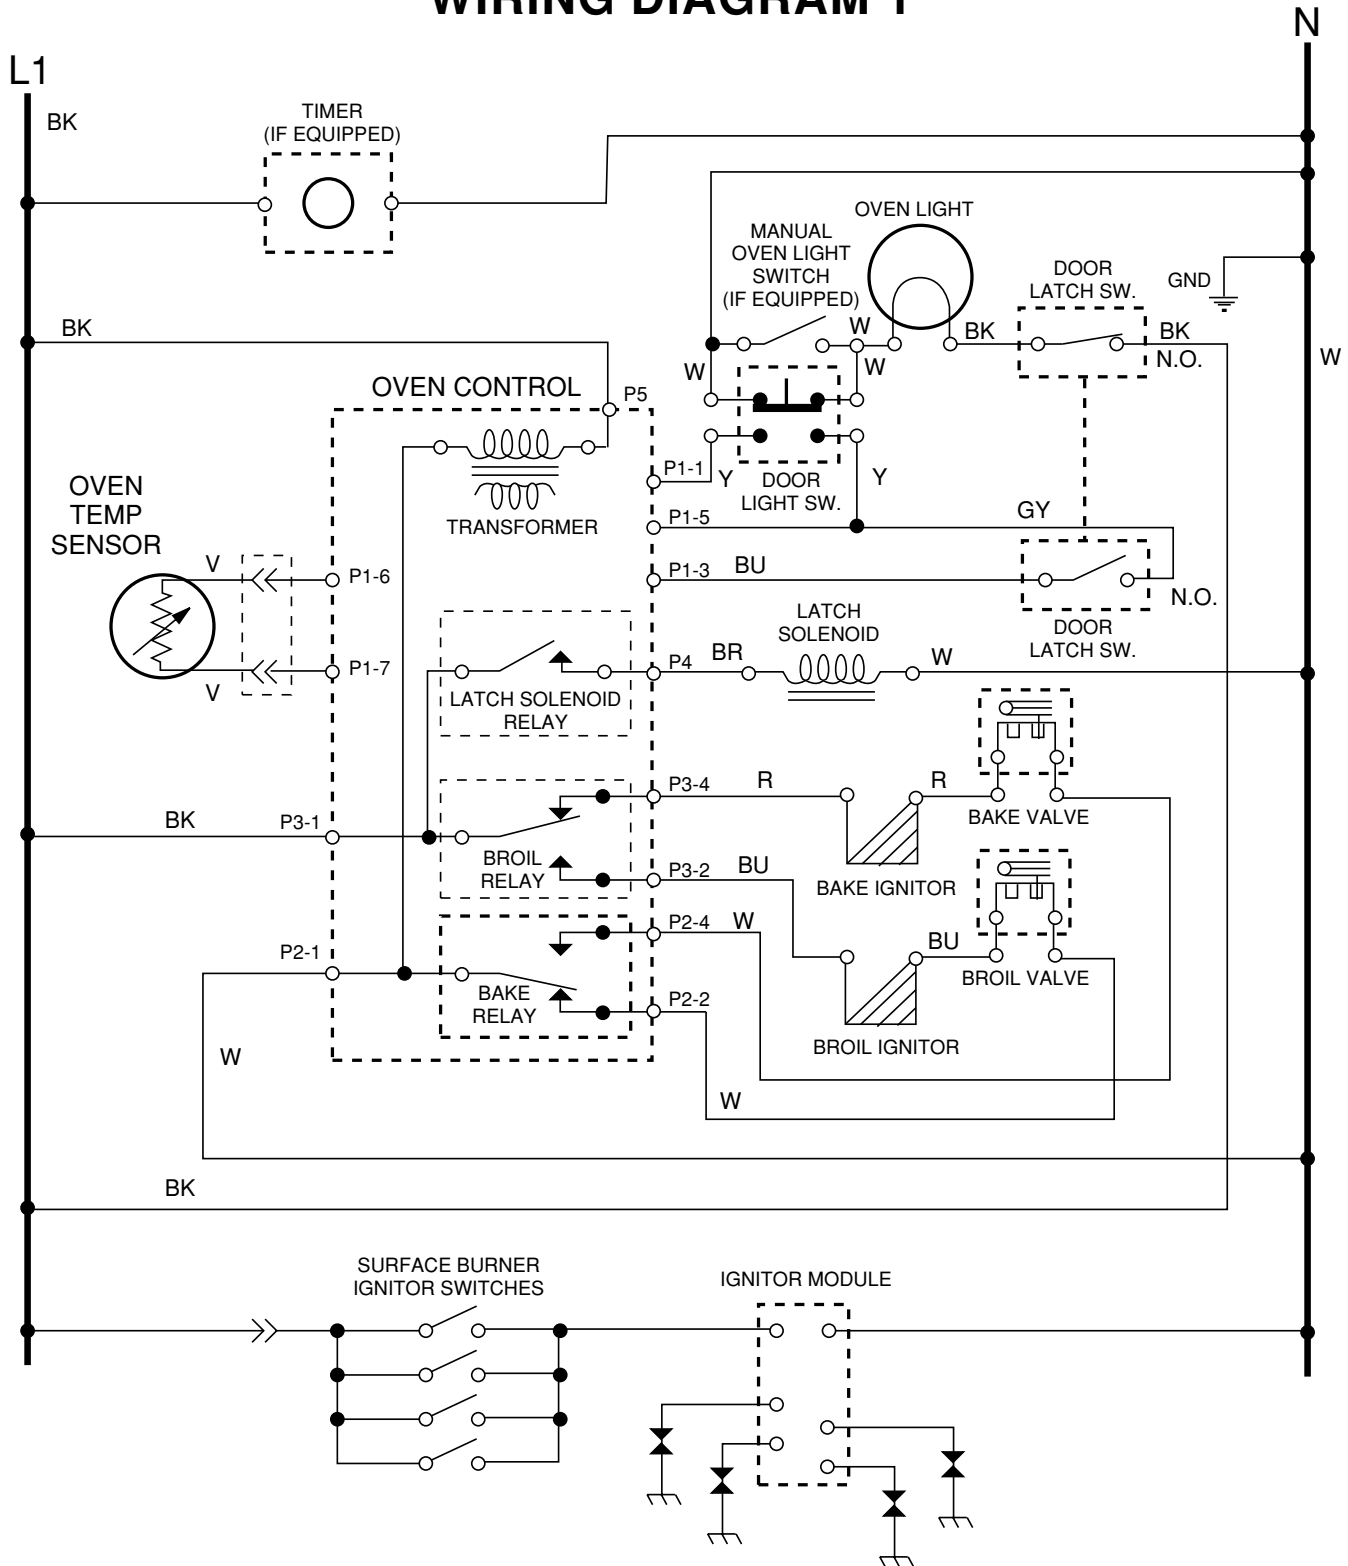 WIRING DIAGRAM 1
N
L1
BK
TIMER
(IF EQUIPPED)
OVEN LIGHT
MANUAL
OVEN LIGHT
SWITCH
(IF EQUIPPED)
DOOR
LATCH SW.
GND
BK
W
BK
BK
N.O.
W
W
W
OVEN CONTROL
P5
P1-1
Y
DOOR
LIGHT SW.
Y
OVEN
TEMP
SENSOR
TRANSFORMER
P1-5
GY
V
P1-6
P1-3
BU
N.O.
LATCH
SOLENOID
DOOR
LATCH SW.
V
P1-7
P4
BR
W
LATCH SOLENOID
RELAY
P3-4
R
R
BAKE VALVE
BK
P3-1
BROIL
RELAY
P3-2
BU
BAKE IGNITOR
P2-4
W
BU
P2-1
BROIL VALVE
BAKE
RELAY
P2-2
BROIL IGNITOR
W
W
BK
SURFACE BURNER
IGNITOR SWITCHES
IGNITOR MODULE